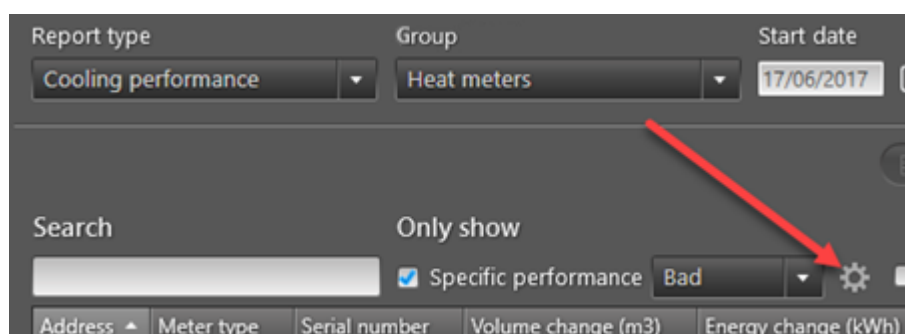 Report type Group Start date
Cooling performance Heat meters 17/06/2017
Search Only show
Specific performance Bad
Address Meter type Serial number Volume change (m3) Energy change (kWh)